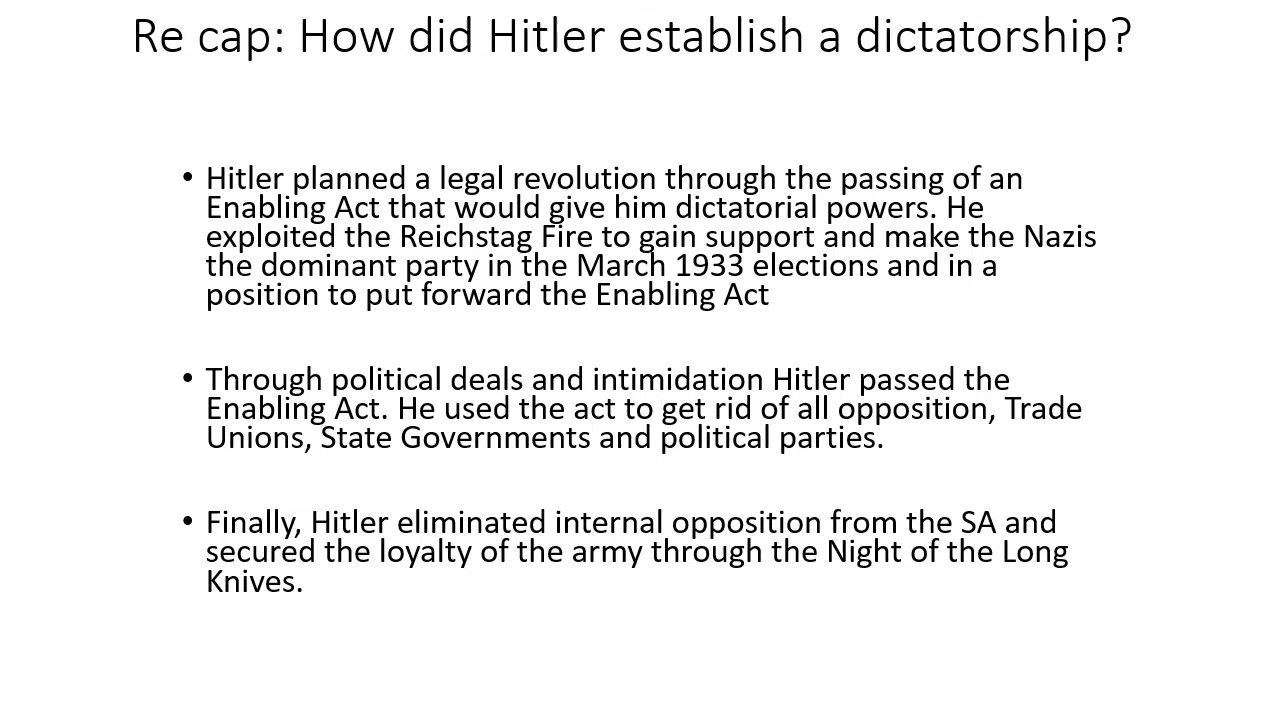 Re cap: How did Hitler establish a dictatorship?
• Hitler planned a legal revolution through the passing of an
Enabling Act that would give him dictatorial powers. He
exploited the Reichstag Fire to gain support and make the Nazis
the dominant party in the March 1933 elections and in a
position to put forward the Enabling Act
• Through political deals and intimidation Hitler passed the
Enabling Act. He used the act to get rid of all opposition, Trade
Unions, State Governments and political parties.
• Finally, Hitler eliminated internal opposition from the SA and
secured the loyalty of the army through the Night of the Long
Knives.